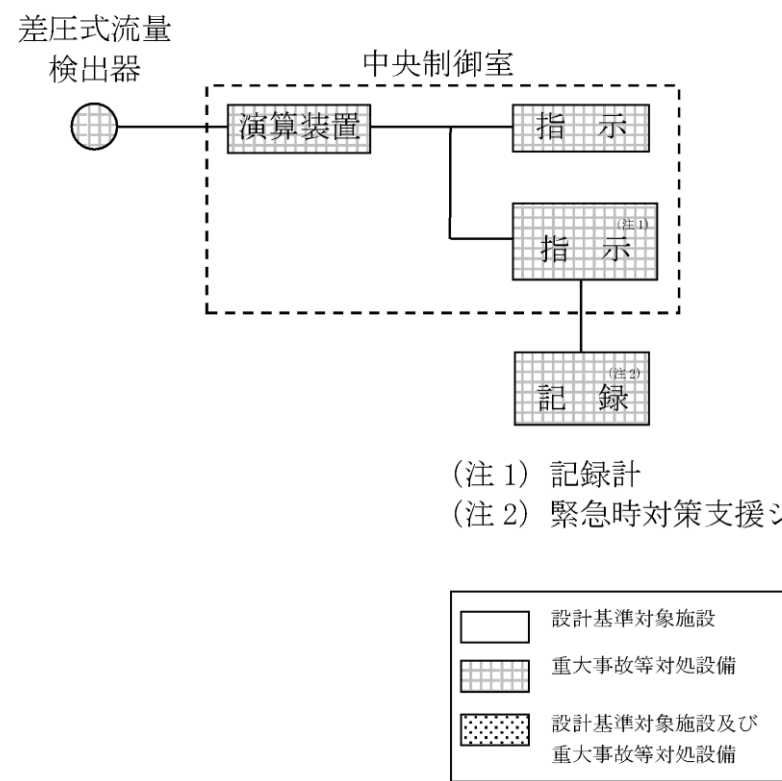 差圧式流量
検出器
中央制御室
演算装置
指　示
指　示
(注1)
記　録
(注2)
(注 1) 記録計
(注 2) 緊急時対策支援シ
設計基準対象施設
重大事故等対処設備
設計基準対象施設及び
重大事故等対処設備